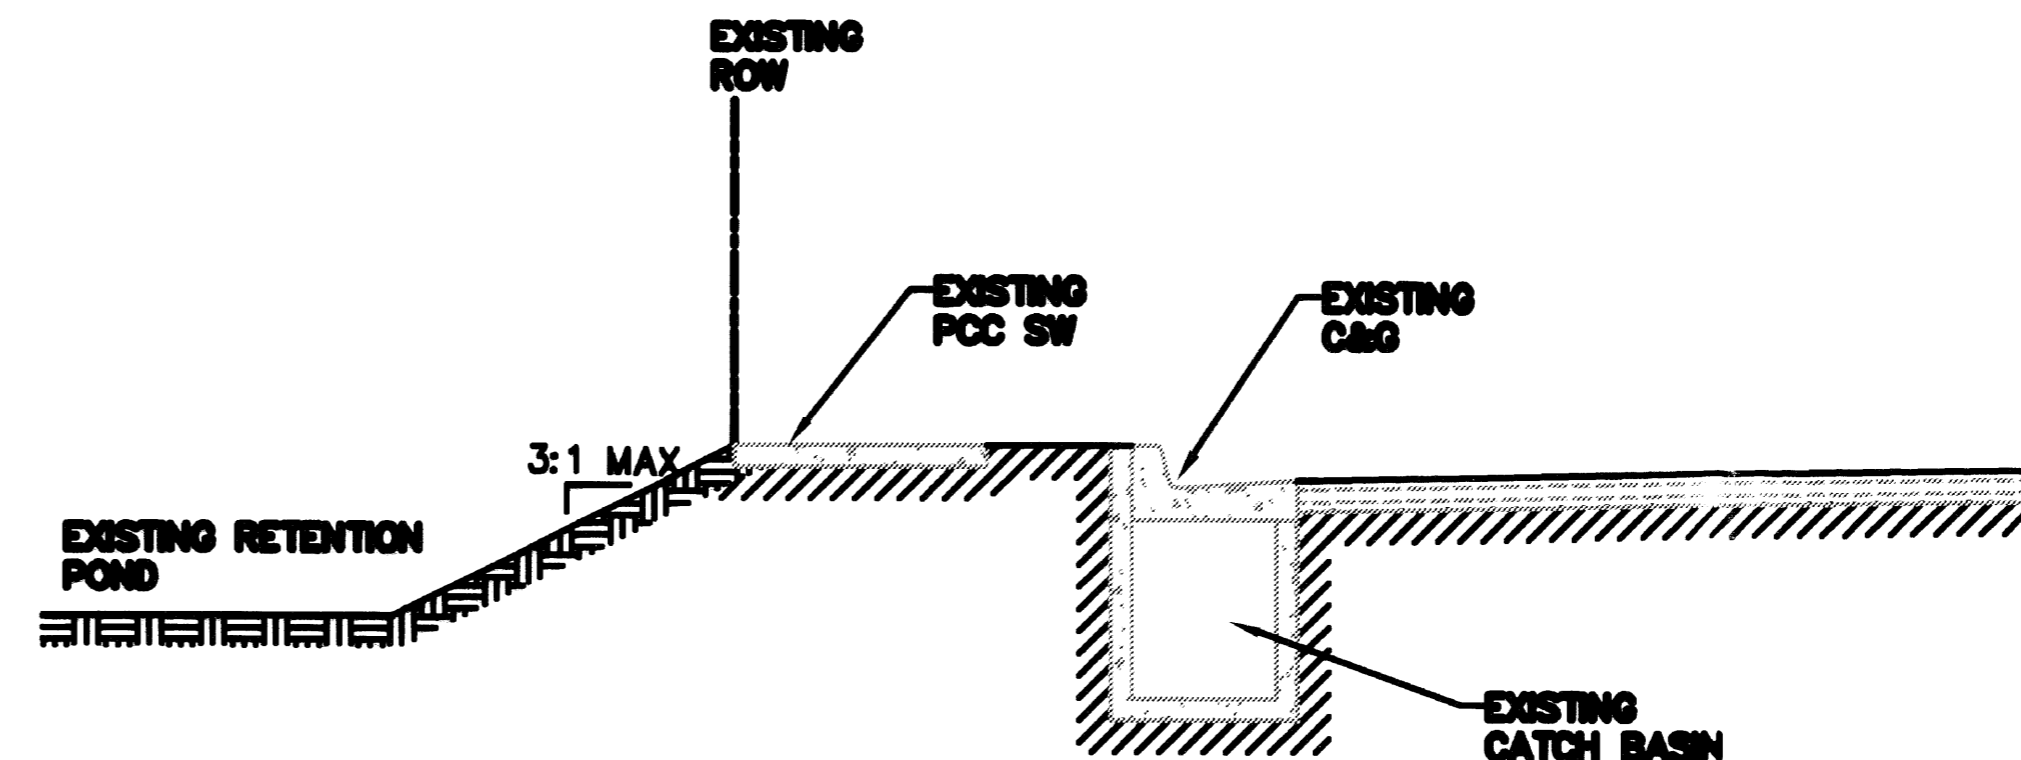 EXISTING
ROW
EXISTING
PCC SW
EXISTING
C&G
3:1 MAX
EXISTING RETENTION
POND
EXISTING
CATCH BASIN